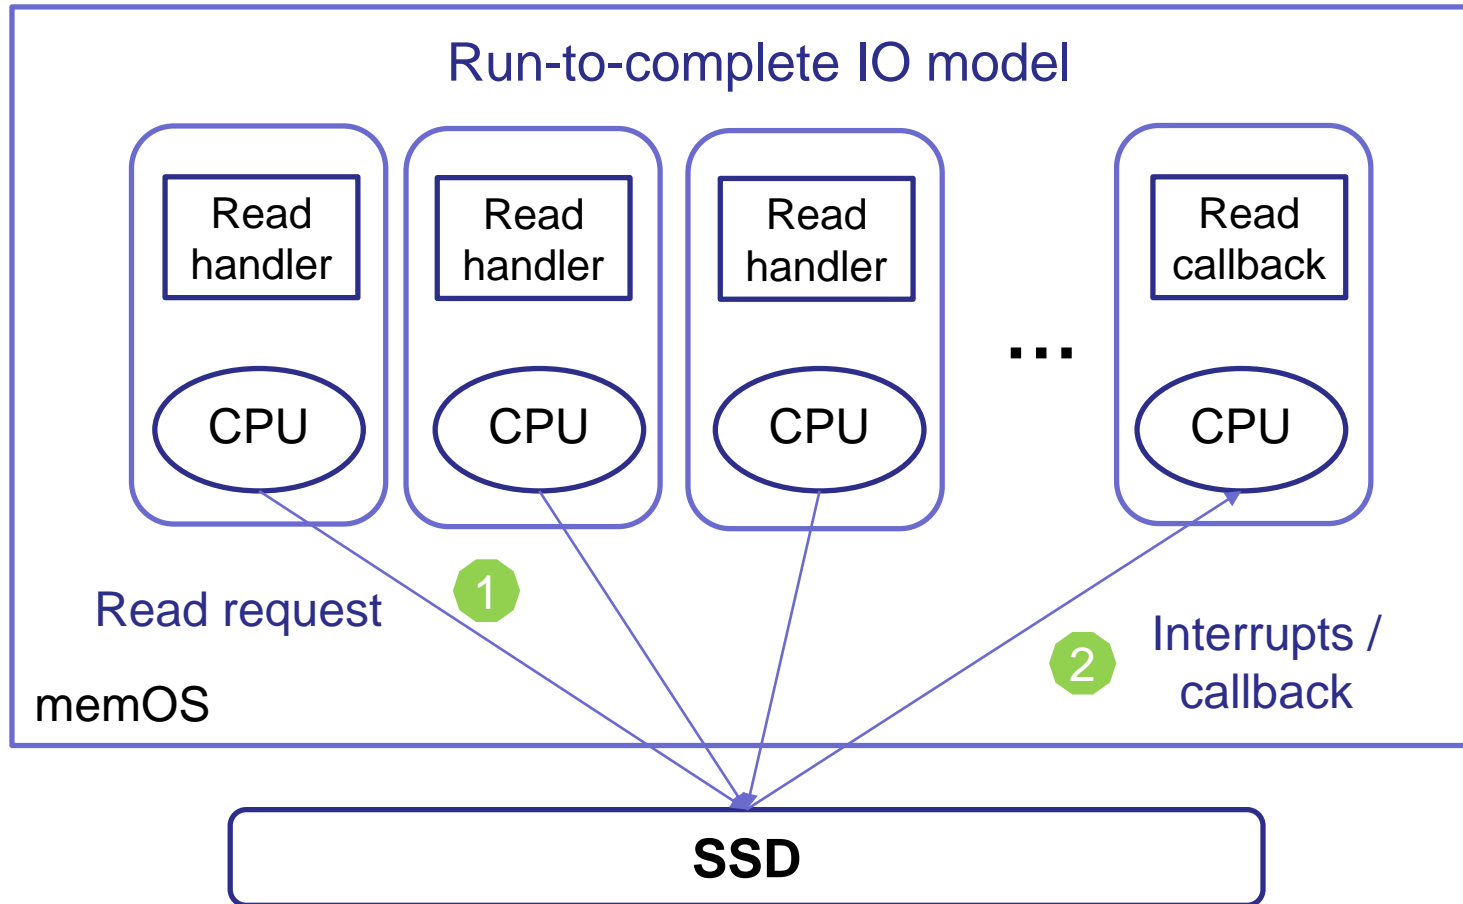 Run-to-complete IO model
Read
handler
Read
handler
Read
handler
Read
callback
...
CPU
CPU
CPU
CPU
1
Read request
2
Interrupts /
callback
memOS
SSD